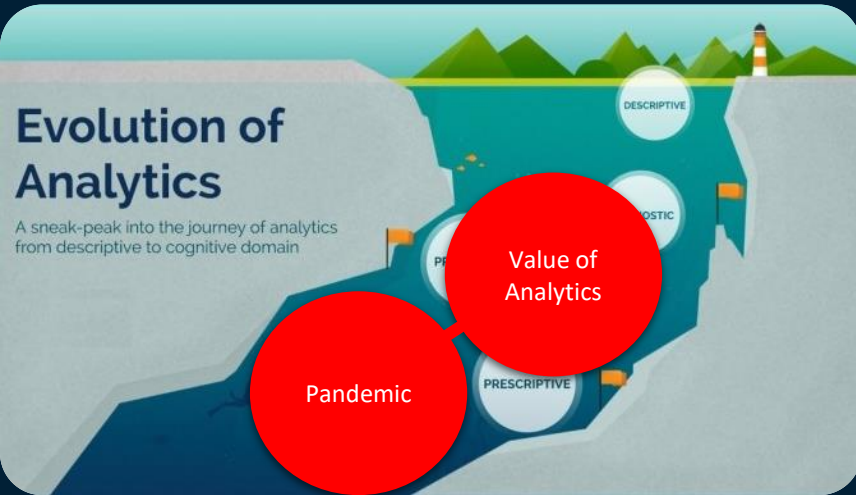 Evolution of
Analytics
A sneak-peak into the journey of analytics
from descriptive to cognitive domain
DESCRIPTIVE
Value of
Analytics
Pandemic
PRESCRIPTIVE